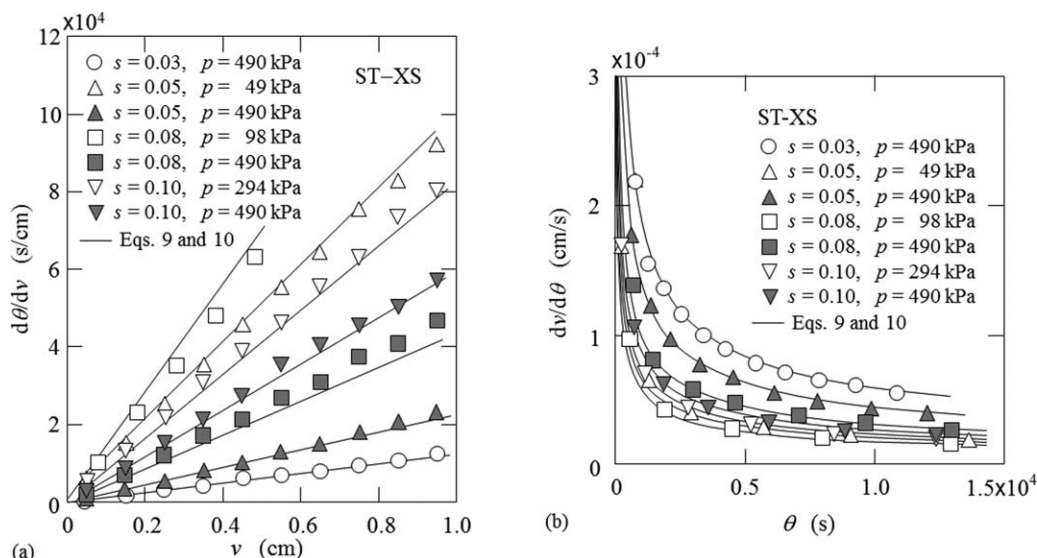 ×10⁴
12
10
8
6
4
2
0
dθ/dv (s/cm)
ST–XS
s = 0.03, p = 490 kPa
s = 0.05, p = 49 kPa
s = 0.05, p = 490 kPa
s = 0.08, p = 98 kPa
s = 0.08, p = 490 kPa
s = 0.10, p = 294 kPa
s = 0.10, p = 490 kPa
Eqs. 9 and 10
0 0.2 0.4 0.6 0.8 1.0
v (cm)
(a)
×10⁻⁴
3
2
1
0
dv/dθ (cm/s)
ST-XS
s = 0.03, p = 490 kPa
s = 0.05, p = 49 kPa
s = 0.05, p = 490 kPa
s = 0.08, p = 98 kPa
s = 0.08, p = 490 kPa
s = 0.10, p = 294 kPa
s = 0.10, p = 490 kPa
Eqs. 9 and 10
0 0.5 1.0 1.5×10⁴
θ (s)
(b)